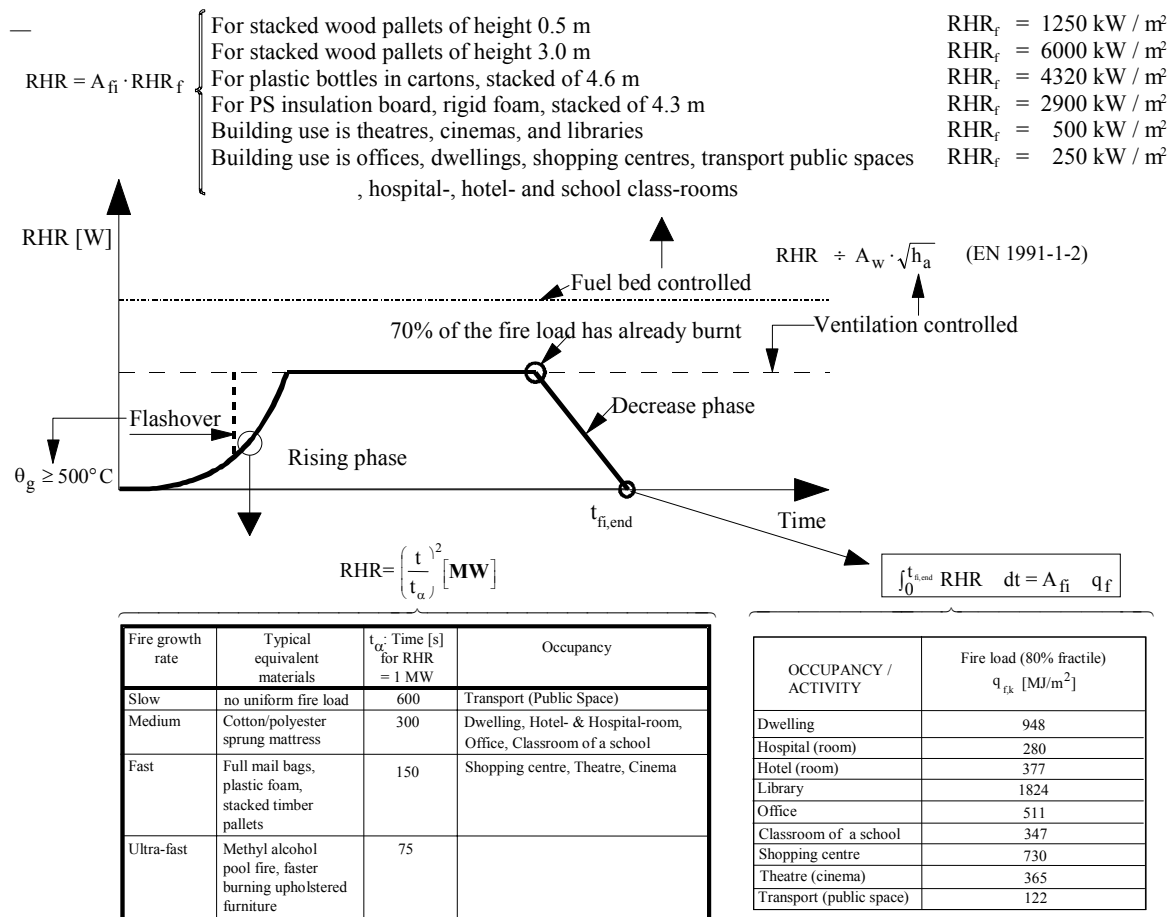 For stacked wood pallets of height 0.5 m RHR_f = 1250 kW / m²
For stacked wood pallets of height 3.0 m RHR_f = 6000 kW / m²
RHR = A_fi · RHR_f For plastic bottles in cartons, stacked of 4.6 m RHR_f = 4320 kW / m²
For PS insulation board, rigid foam, stacked of 4.3 m RHR_f = 2900 kW / m²
Building use is theatres, cinemas, and libraries RHR_f = 500 kW / m²
Building use is offices, dwellings, shopping centres, transport public spaces RHR_f = 250 kW / m²
, hospital-, hotel- and school class-rooms
RHR [W]
RHR ÷ A_w · √h_a (EN 1991-1-2)
Fuel bed controlled
70% of the fire load has already burnt
Ventilation controlled
Flashover
Decrease phase
Rising phase
θ_g ≥ 500°C
t_fi,end
Time
RHR = (t / t_α)² [MW]
∫₀^t_fi,end RHR dt = A_fi q_f
Fire growth rate
Typical equivalent materials
t_α: Time [s] for RHR = 1 MW
Occupancy
Slow no uniform fire load 600 Transport (Public Space)
Medium Cotton/polyester 300 Dwelling, Hotel- & Hospital-room,
sprung mattress Office, Classroom of a school
Fast Full mail bags, 150 Shopping centre, Theatre, Cinema
plastic foam,
stacked timber
pallets
Ultra-fast Methyl alcohol 75
pool fire, faster
burning upholstered
furniture
OCCUPANCY /
ACTIVITY
Fire load (80% fractile)
q_f,k [MJ/m²]
Dwelling 948
Hospital (room) 280
Hotel (room) 377
Library 1824
Office 511
Classroom of a school 347
Shopping centre 730
Theatre (cinema) 365
Transport (public space) 122